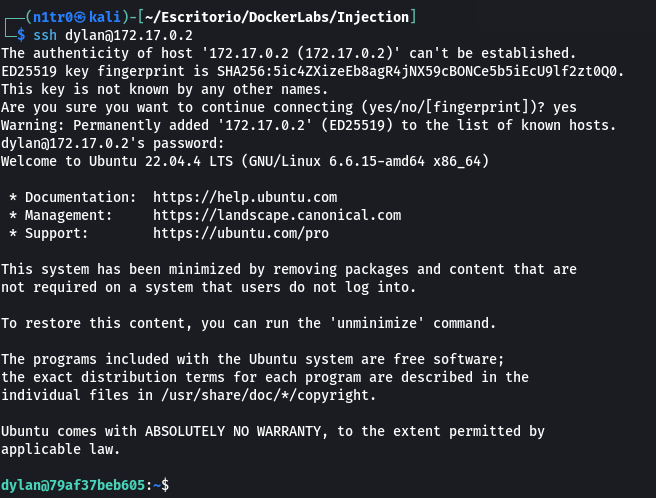 ┌──(n1tr0㉿kali)-[~/Escritorio/DockerLabs/Injection]
└─$ ssh dylan@172.17.0.2
The authenticity of host '172.17.0.2 (172.17.0.2)' can't be established.
ED25519 key fingerprint is SHA256:5ic4ZXizeEb8agR4jNX59cBONCe5b5iEcU9lf2zt0Q0.
This key is not known by any other names.
Are you sure you want to continue connecting (yes/no/[fingerprint])? yes
Warning: Permanently added '172.17.0.2' (ED25519) to the list of known hosts.
dylan@172.17.0.2's password:
Welcome to Ubuntu 22.04.4 LTS (GNU/Linux 6.6.15-amd64 x86_64)
 * Documentation:  https://help.ubuntu.com
 * Management:     https://landscape.canonical.com
 * Support:        https://ubuntu.com/pro
This system has been minimized by removing packages and content that are
not required on a system that users do not log into.
To restore this content, you can run the 'unminimize' command.
The programs included with the Ubuntu system are free software;
the exact distribution terms for each program are described in the
individual files in /usr/share/doc/*/copyright.
Ubuntu comes with ABSOLUTELY NO WARRANTY, to the extent permitted by
applicable law.
dylan@79af37beb605:~$